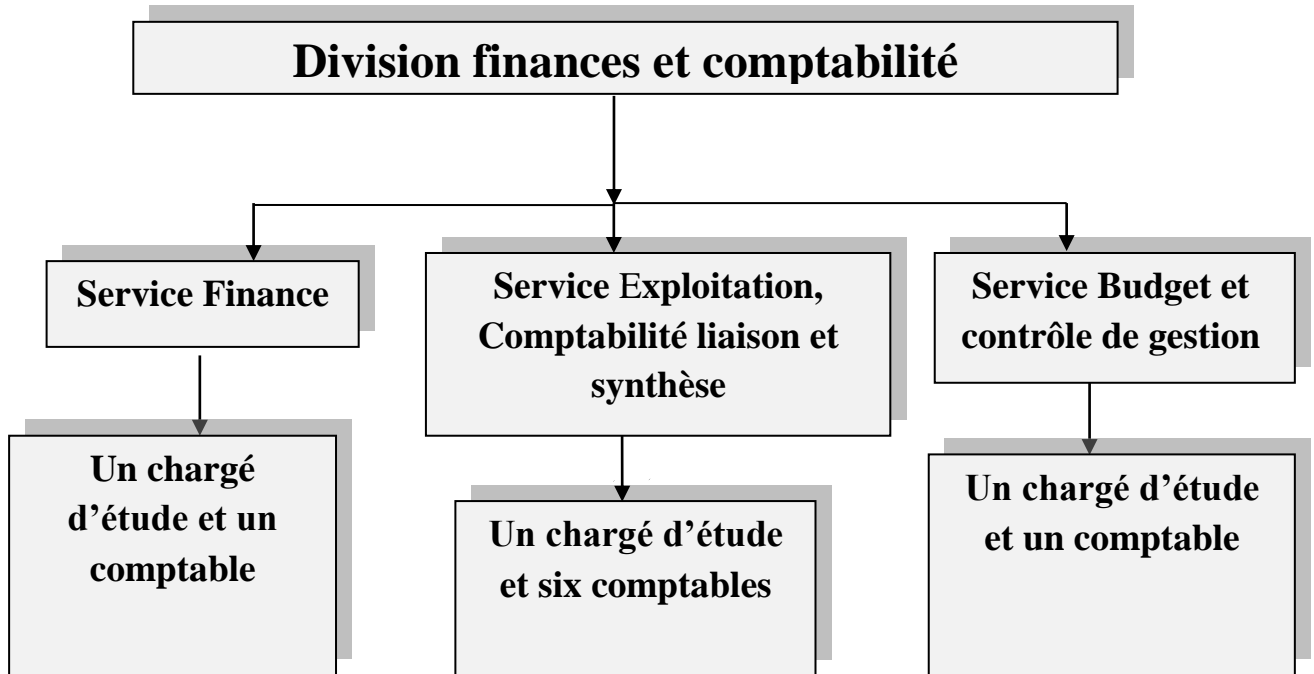 Division finances et comptabilité
Service Finance
Service Exploitation,
Comptabilité liaison et
synthèse
Service Budget et
contrôle de gestion
Un chargé
d’étude et un
comptable
Un chargé d’étude
et six comptables
Un chargé d’étude
et un comptable